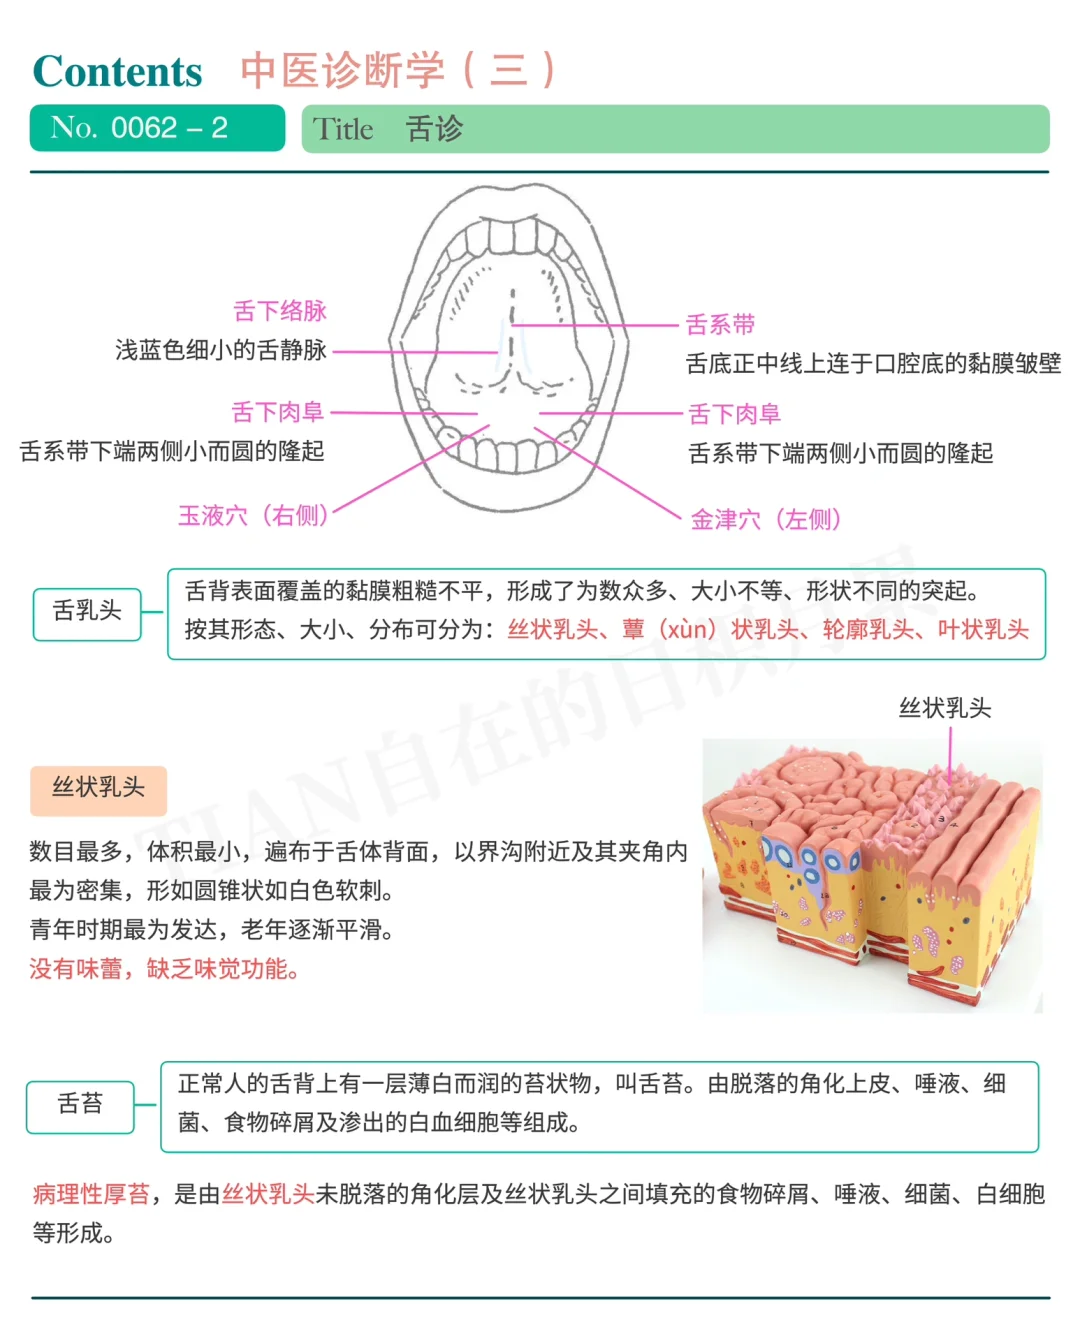 Contents 中医诊断学（三）
No. 0062 – 2
Title 舌诊
舌下络脉
浅蓝色细小的舌静脉
舌系带
舌底正中线上连于口腔底的黏膜皱壁
舌下肉阜
舌系带下端两侧小而圆的隆起
舌下肉阜
舌系带下端两侧小而圆的隆起
玉液穴（右侧）
金津穴（左侧）
舌乳头
舌背表面覆盖的黏膜粗糙不平，形成了为数众多、大小不等、形状不同的突起。
按其形态、大小、分布可分为：丝状乳头、蕈（xùn）状乳头、轮廓乳头、叶状乳头
TIAN自在的日积月累
丝状乳头
丝状乳头
数目最多，体积最小，遍布于舌体背面，以界沟附近及其夹角内
最为密集，形如圆锥状如白色软刺。
青年时期最为发达，老年逐渐平滑。
没有味蕾，缺乏味觉功能。
舌苔
正常人的舌背上有一层薄白而润的苔状物，叫舌苔。由脱落的角化上皮、唾液、细
菌、食物碎屑及渗出的白血细胞等组成。
病理性厚苔，是由丝状乳头未脱落的角化层及丝状乳头之间填充的食物碎屑、唾液、细菌、白细胞
等形成。